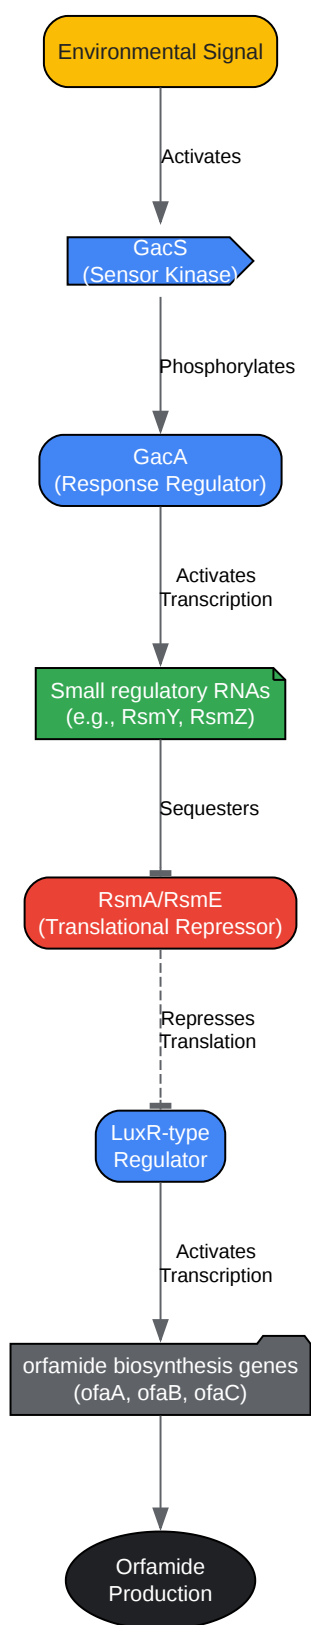 Environmental Signal
Activates
GacS
(Sensor Kinase)
Phosphorylates
GacA
(Response Regulator)
Activates
Transcription
Small regulatory RNAs
(e.g., RsmY, RsmZ)
Sequesters
RsmA/RsmE
(Translational Repressor)
Represses
Translation
LuxR-type
Regulator
Activates
Transcription
orfamide biosynthesis genes
(ofaA, ofaB, ofaC)
Orfamide
Production